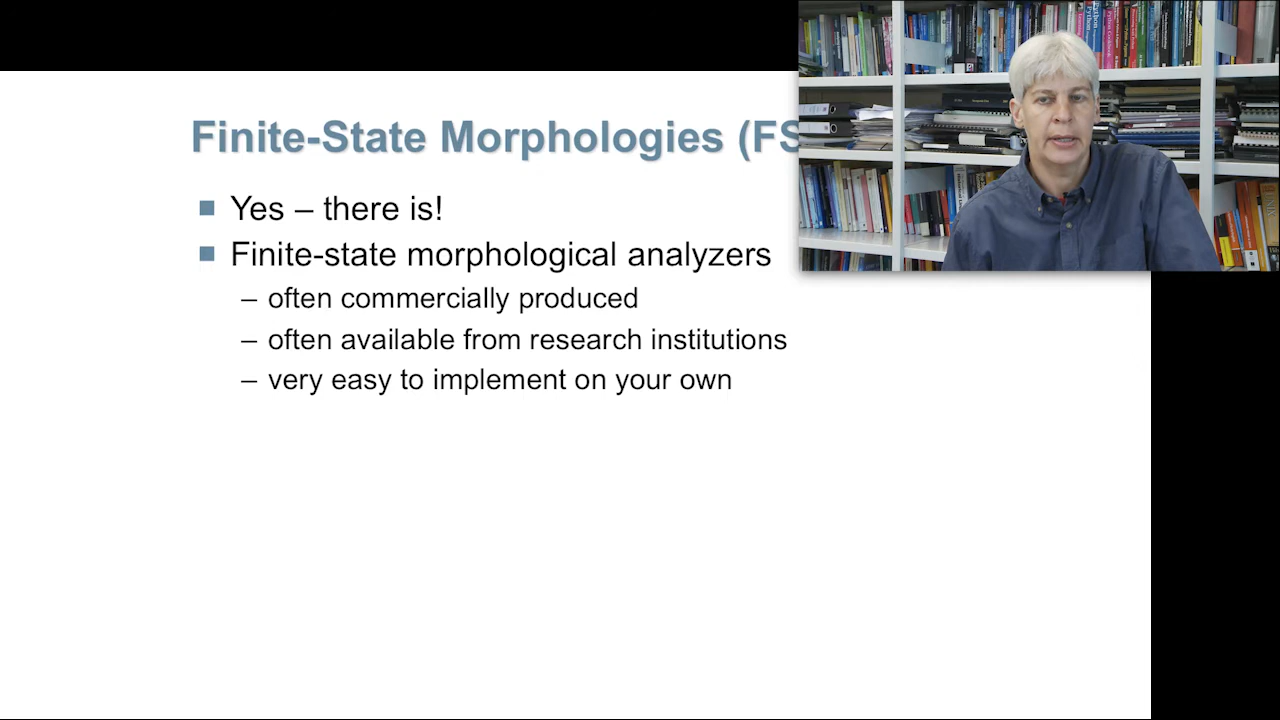 Finite-State Morphologies (FS
Yes – there is!
Finite-state morphological analyzers
– often commercially produced
– often available from research institutions
– very easy to implement on your own